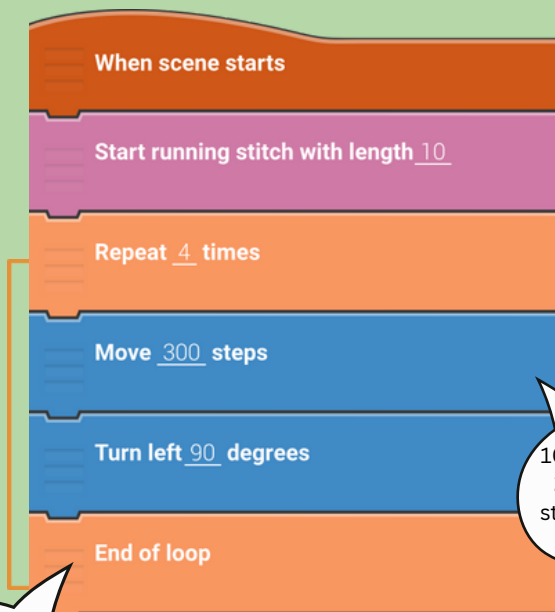 When scene starts
Start running stitch with length 10
Repeat 4 times
Move 300 steps
Turn left 90 degrees
End of loop